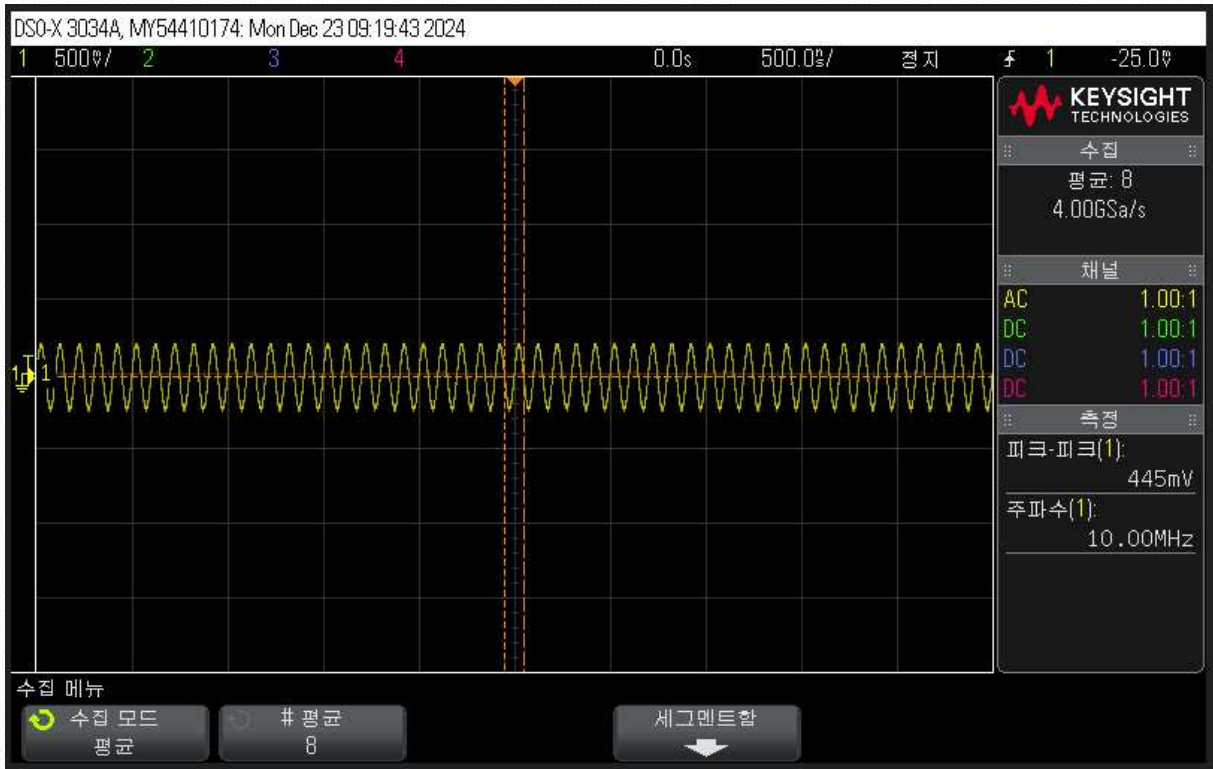 DSO-X 3034A, MY54410174: Mon Dec 23 09:19:43 2024
1 500mV/ 2 3 4 0.0s 500.0ns/ 정지 1 -25.0mV
KEYSIGHT
TECHNOLOGIES
수집
평균: 8
4.00GSa/s
채널
AC 1.00:1
DC 1.00:1
DC 1.00:1
DC 1.00:1
T
1
1
측정
피크-피크(1):
445mV
주파수(1):
10.00MHz
수집 메뉴
수집 모드
평균
# 평균
8
세그멘트함